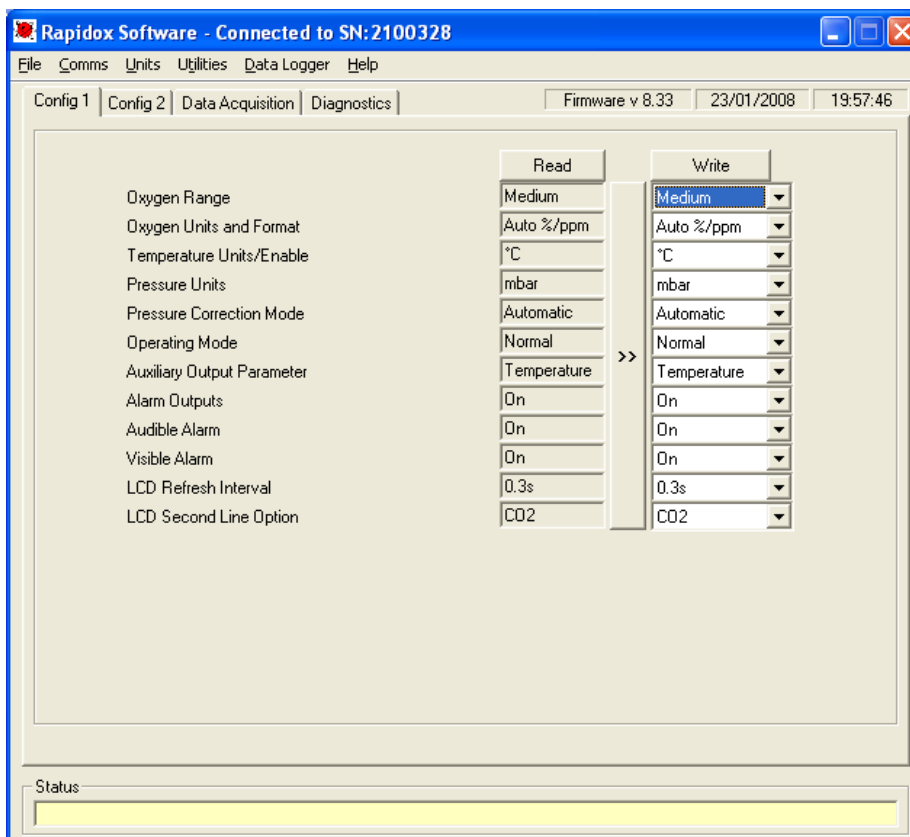 Rapidox Software - Connected to SN:2100328
File Comms Units Utilities Data Logger Help
Config 1 Config 2 Data Acquisition Diagnostics Firmware v 8.33 23/01/2008 19:57:46
Read Write
Oxygen Range Medium Medium
Oxygen Units and Format Auto %/ppm Auto %/ppm
Temperature Units/Enable °C °C
Pressure Units mbar mbar
Pressure Correction Mode Automatic Automatic
Operating Mode Normal Normal
>>
Auxiliary Output Parameter Temperature Temperature
Alarm Outputs On On
Audible Alarm On On
Visible Alarm On On
LCD Refresh Interval 0.3s 0.3s
LCD Second Line Option CO2 CO2
Status